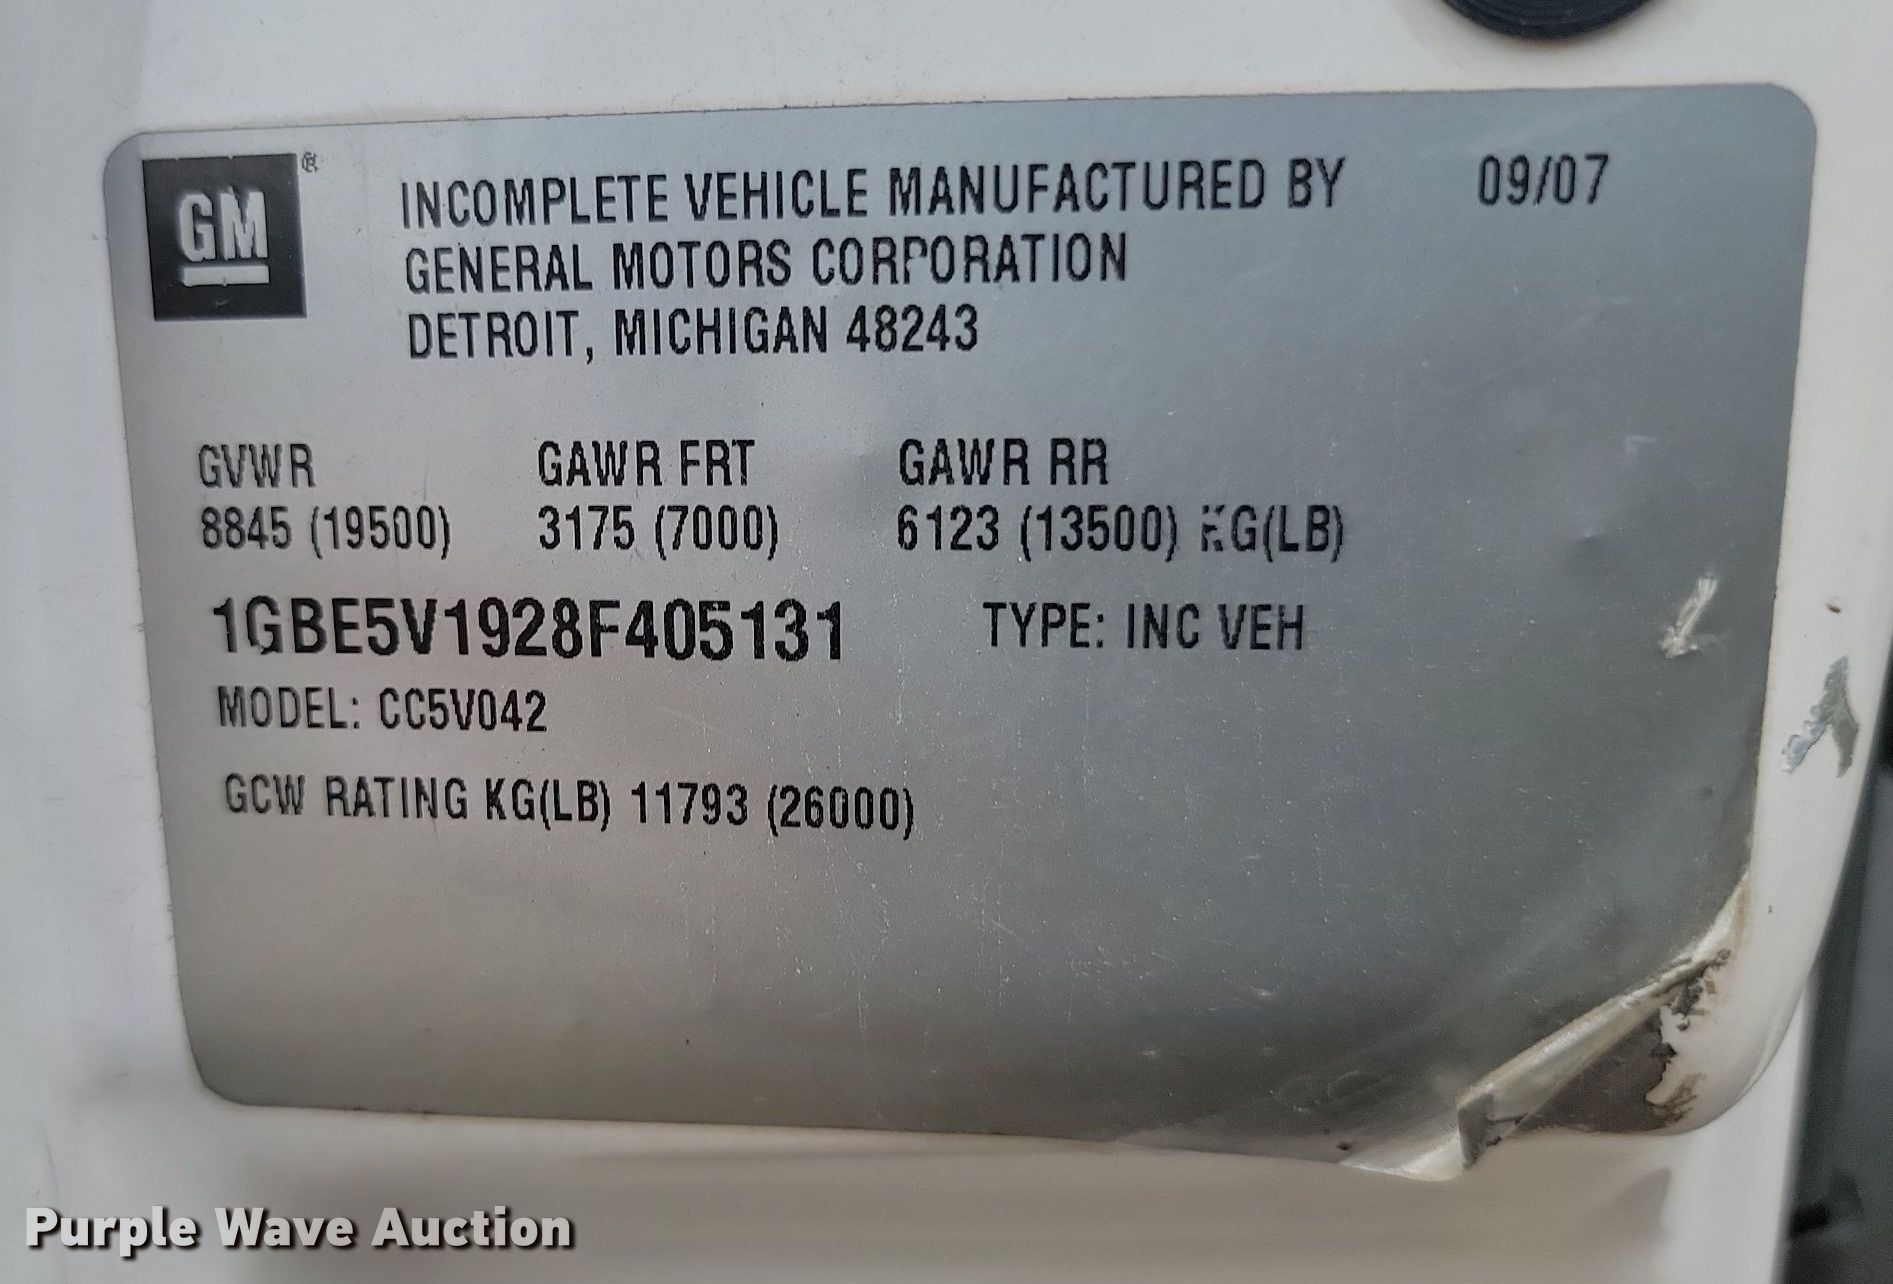 GM ®
INCOMPLETE VEHICLE MANUFACTURED BY 09/07
GENERAL MOTORS CORPORATION
DETROIT, MICHIGAN 48243
GVWR GAWR FRT GAWR RR
8845 (19500) 3175 (7000) 6123 (13500) KG(LB)
1GBE5V1928F405131 TYPE: INC VEH
MODEL: CC5V042
GCW RATING KG(LB) 11793 (26000)
Purple Wave Auction